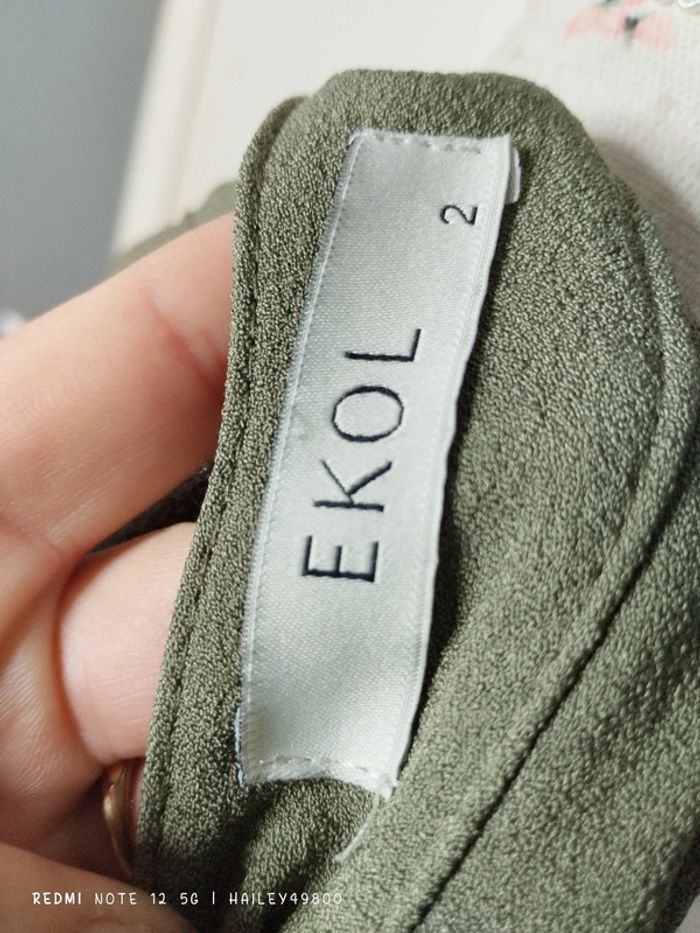 EKOL 2
REDMI NOTE 12 5G | HAILEY49800